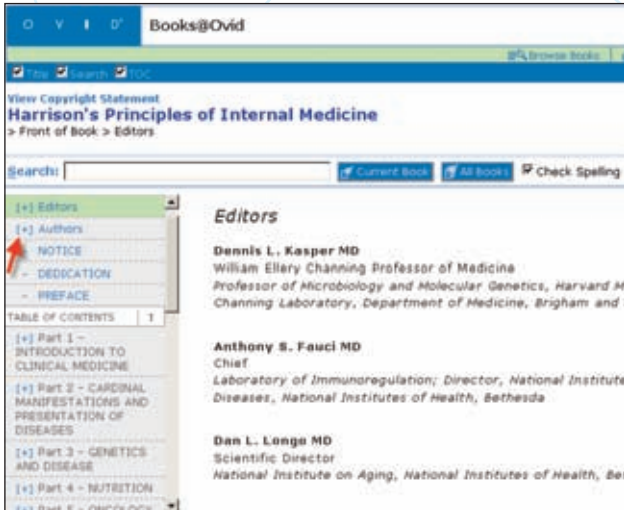 O V I D Books@Ovid
Browse Books
Title Search TOC
View Copyright Statement
Harrison's Principles of Internal Medicine
> Front of Book > Editors
Search: Current Book All Books Check Spelling
[+] Editors
[+] Authors
- NOTICE
- DEDICATION
- PREFACE
TABLE OF CONTENTS
[+] Part 1 -
INTRODUCTION TO
CLINICAL MEDICINE
[+] Part 2 - CARDINAL
MANIFESTATIONS AND
PRESENTATION OF
DISEASES
[+] Part 3 - GENETICS
AND DISEASE
[+] Part 4 - NUTRITION
[+] Part 5 - ONCOLOGY
Editors
Dennis L. Kasper MD
William Ellery Channing Professor of Medicine
Professor of Microbiology and Molecular Genetics, Harvard M
Channing Laboratory, Department of Medicine, Brigham and
Anthony S. Fauci MD
Chief
Laboratory of Immunoregulation; Director, National Institute
Diseases, National Institutes of Health, Bethesda
Dan L. Longo MD
Scientific Director
National Institute on Aging, National Institutes of Health, Be